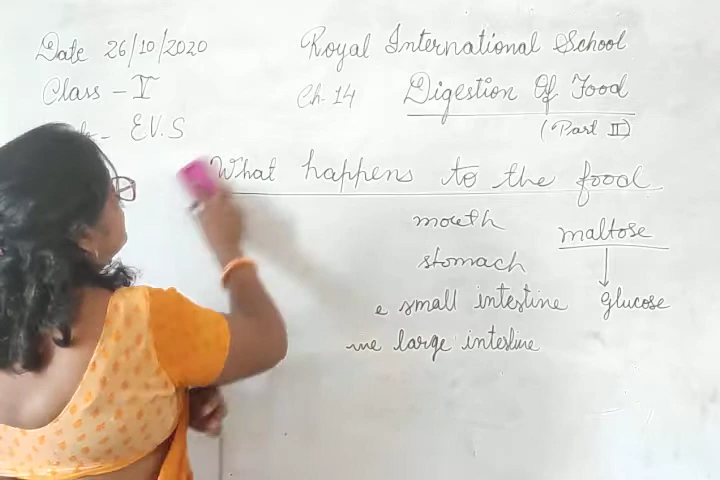 Date 26/10/2020
Royal International School
Class - V
Ch. 14 Digestion Of Food
E.V.S
(Part II)
What happens to the food
mouth
maltose
stomach
small intestine
glucose
large intestine